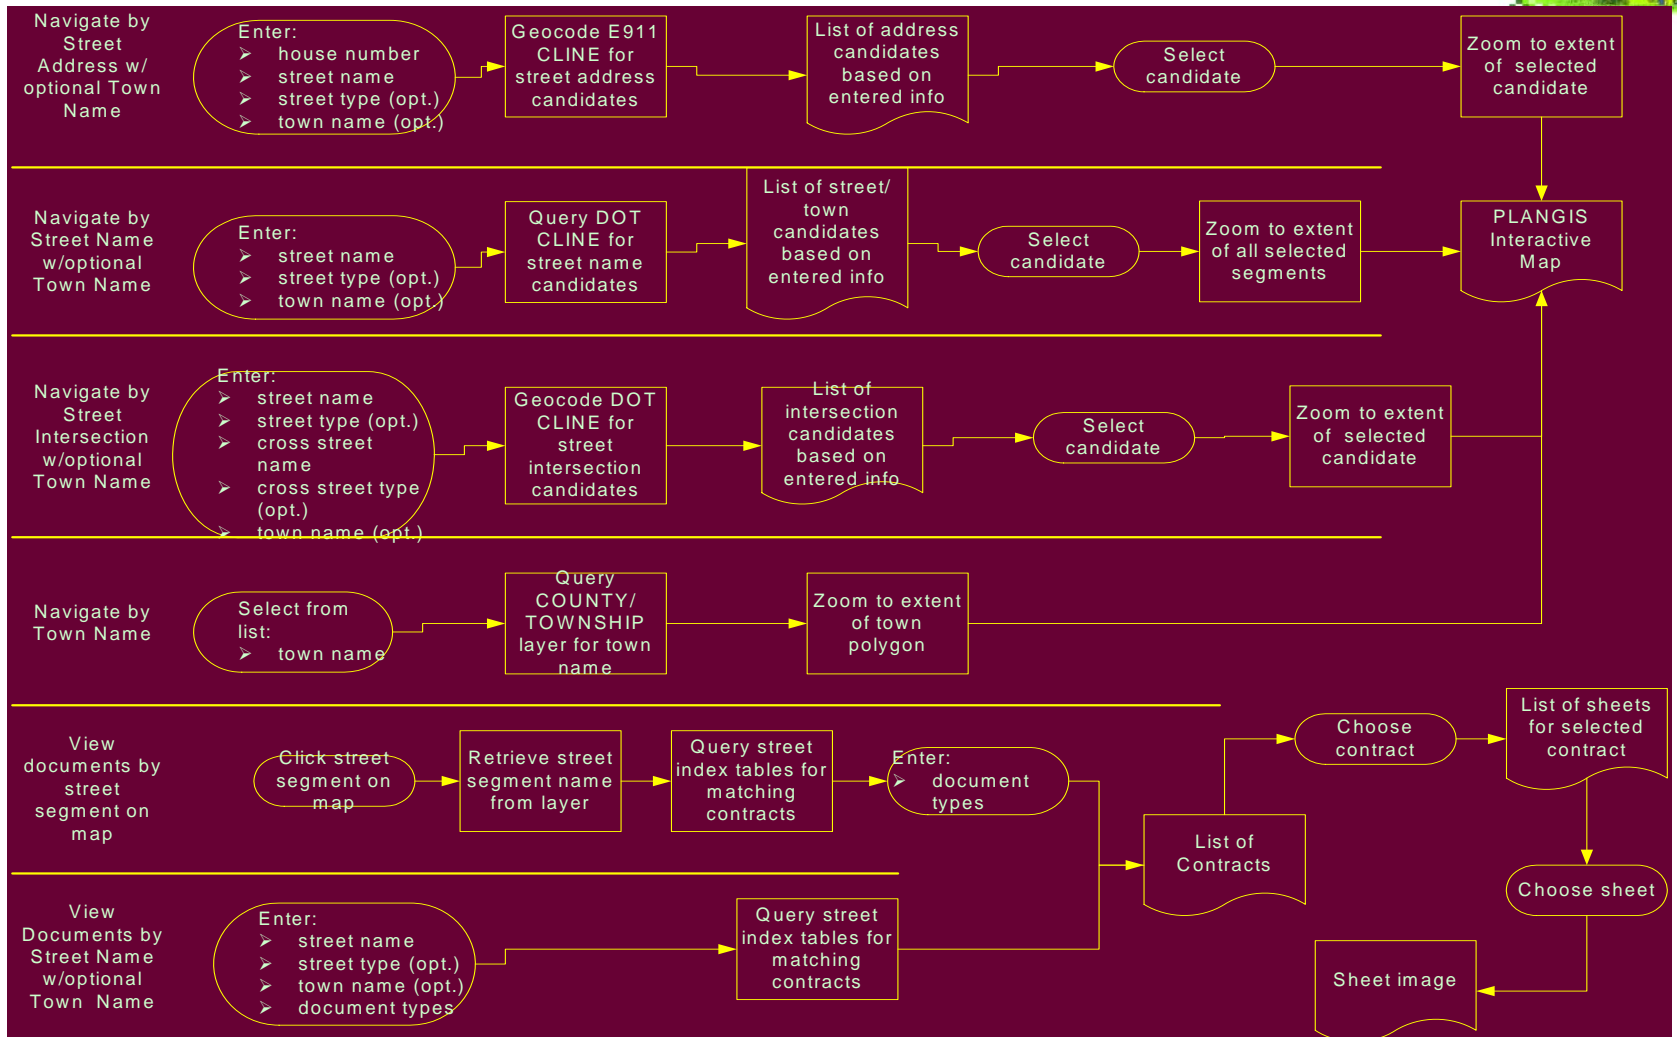 Navigate by
Street
Address w/
optional Town
Name
Enter:
➢ house number
➢ street name
➢ street type (opt.)
➢ town name (opt.)
Geocode E911
CLINE for
street address
candidates
List of address
candidates
based on
entered info
Select
candidate
Zoom to extent
of selected
candidate
Navigate by
Street Name
w/optional
Town Name
Enter:
➢ street name
➢ street type (opt.)
➢ town name (opt.)
Query DOT
CLINE for
street name
candidates
List of street/
town
candidates
based on
entered info
Select
candidate
Zoom to extent
of all selected
segments
PLANGIS
Interactive
Map
Navigate by
Street
Intersection
w/optional
Town Name
Enter:
➢ street name
➢ street type (opt.)
➢ cross street
name
➢ cross street type
(opt.)
➢ town name (opt.)
Geocode DOT
CLINE for
street
intersection
candidates
List of
intersection
candidates
based on
entered info
Select
candidate
Zoom to extent
of selected
candidate
Navigate by
Town Name
Select from
list:
➢ town name
Query
COUNTY/
TOWNSHIP
layer for town
name
Zoom to extent
of town
polygon
View
documents by
street
segment on
map
Click street
segment on
map
Retrieve street
segment name
from layer
Query street
index tables for
matching
contracts
Enter:
➢ document
types
List of
Contracts
Choose
contract
List of sheets
for selected
contract
Choose sheet
Sheet image
View
Documents by
Street Name
w/optional
Town Name
Enter:
➢ street name
➢ street type (opt.)
➢ town name (opt.)
➢ document types
Query street
index tables for
matching
contracts